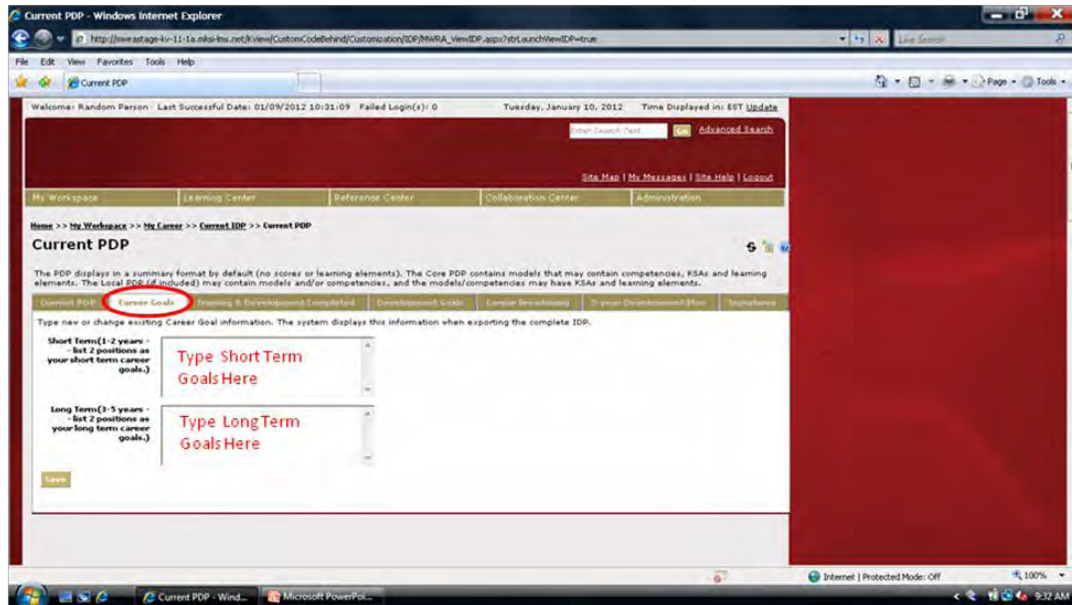 Current PDP - Windows Internet Explorer
Live Search
File Edit View Favorites Tools Help
Current PDP
Page Tools
Welcome: Random Person Last Successful Date: 01/09/2012 10:31:09 Failed Login(s): 0 Tuesday, January 10, 2012 Time Displayed in: EST Update
Enter Search Text... Go Advanced Search
Site Map | My Messages | Site Help | Logout
My Workspace Learning Center Reference Center Collaboration Center Administration
Home >> My Workspace >> My Career >> Current IDP >> Current PDP
Current PDP
The PDP displays in a summary format by default (no scores or learning elements). The Core PDP contains models that may contain competencies, KSAs and learning
elements. The Local PDP (if included) may contain models and/or competencies, and the models/competencies may have KSAs and learning elements.
Current PDP Career Goals Training & Development Completed Development Goals Career Broadening Signatures
Type new or change existing Career Goal information. The system displays this information when exporting the complete IDP.
Short Term(1-2 years -
- list 2 positions as
your short term career
goals.)
Type Short Term
Goals Here
Long Term(3-5 years -
- list 2 positions as
your long term career
goals.)
Type Long Term
Goals Here
Save
Internet | Protected Mode: Off 100%
Current PDP - Wind... Microsoft PowerPoi... 9:32 AM